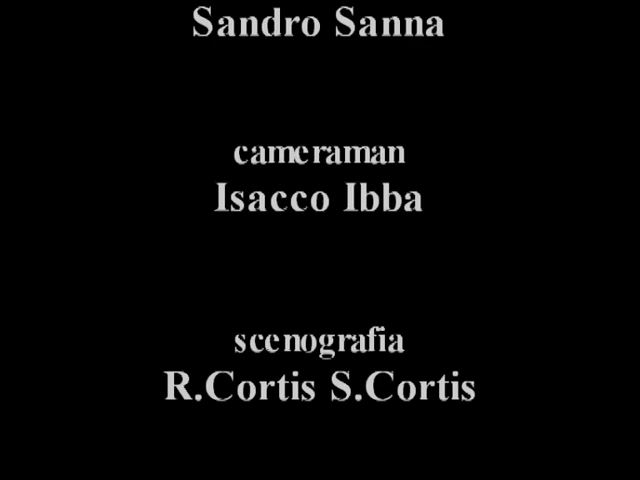 Sandro Sanna
cameraman
Isacco Ibba
scenografia
R.Cortis S.Cortis